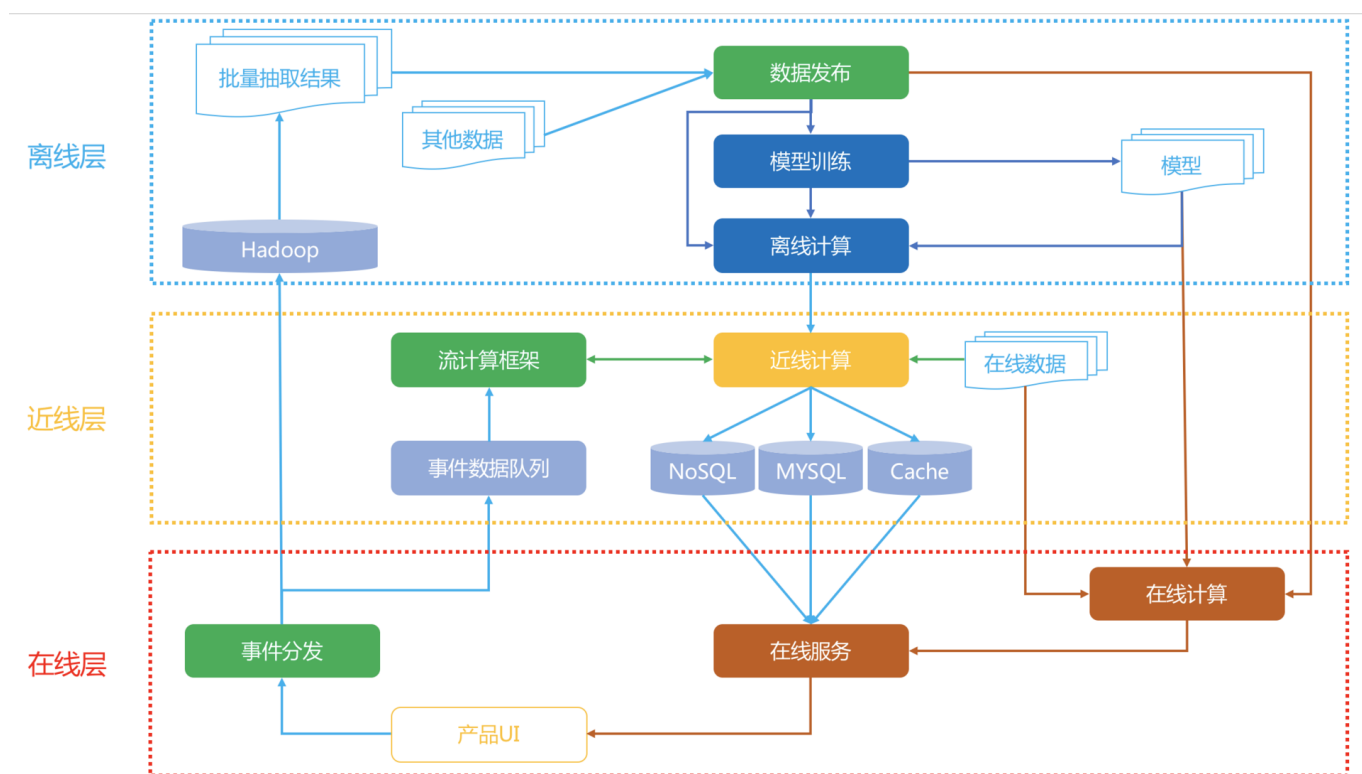 批量抽取结果
数据发布
其他数据
离线层
模型训练
模型
Hadoop
离线计算
流计算框架
近线计算
在线数据
近线层
事件数据队列
NoSQL
MYSQL
Cache
在线计算
事件分发
在线服务
在线层
产品UI